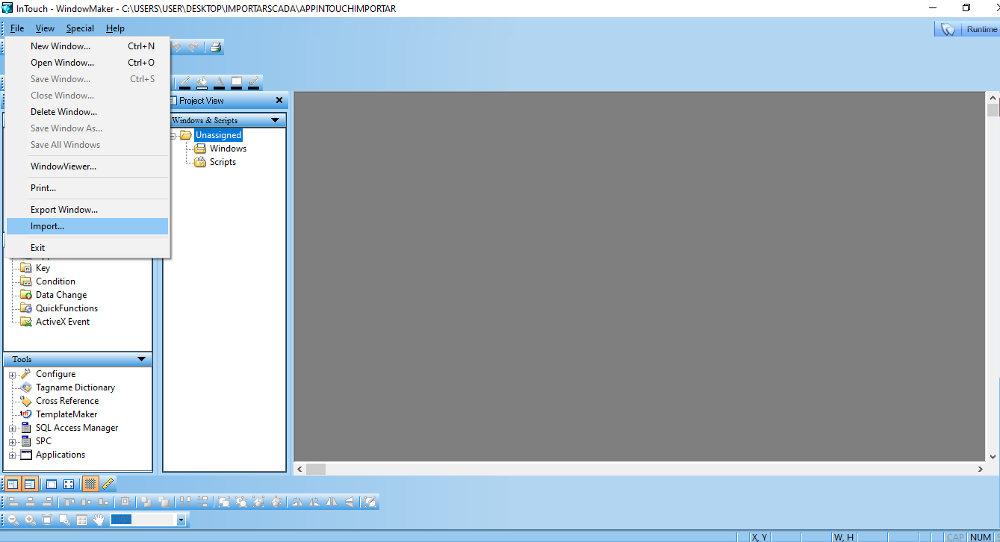 InTouch - WindowMaker - C:\USERS\USER\DESKTOP\IMPORTARSCADA\APPINTOUCHIMPORTAR
File View Special Help
Runtime
New Window... Ctrl+N
Open Window... Ctrl+O
Save Window... Ctrl+S
Close Window...
Delete Window...
Save Window As...
Save All Windows
WindowViewer...
Print...
Export Window...
Import...
Exit
Key
Condition
Data Change
QuickFunctions
ActiveX Event
Tools
Configure
Tagname Dictionary
Cross Reference
TemplateMaker
SQL Access Manager
SPC
Applications
Project View
Windows & Scripts
Unassigned
Windows
Scripts
100%
X, Y
W, H
CAP
NUM